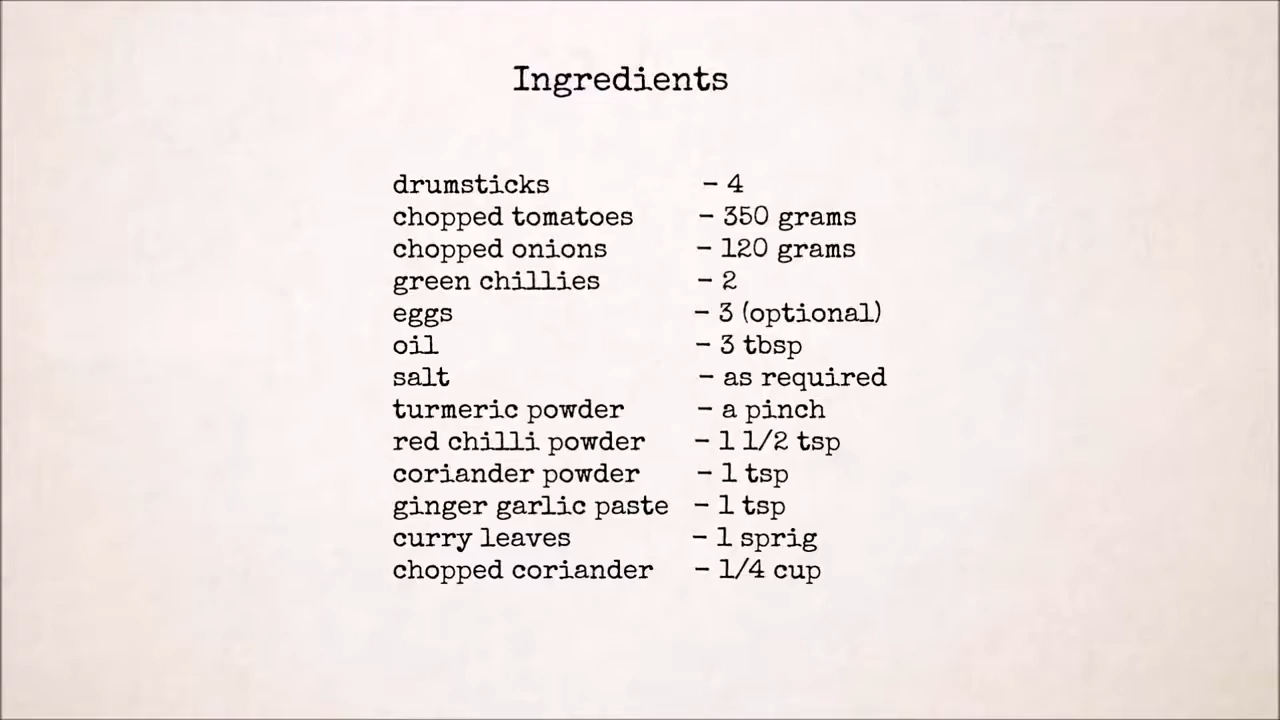 Ingredients
drumsticks - 4
chopped tomatoes - 350 grams
chopped onions - 120 grams
green chillies - 2
eggs - 3 (optional)
oil - 3 tbsp
salt - as required
turmeric powder - a pinch
red chilli powder - 1 1/2 tsp
coriander powder - 1 tsp
ginger garlic paste - 1 tsp
curry leaves - 1 sprig
chopped coriander - 1/4 cup